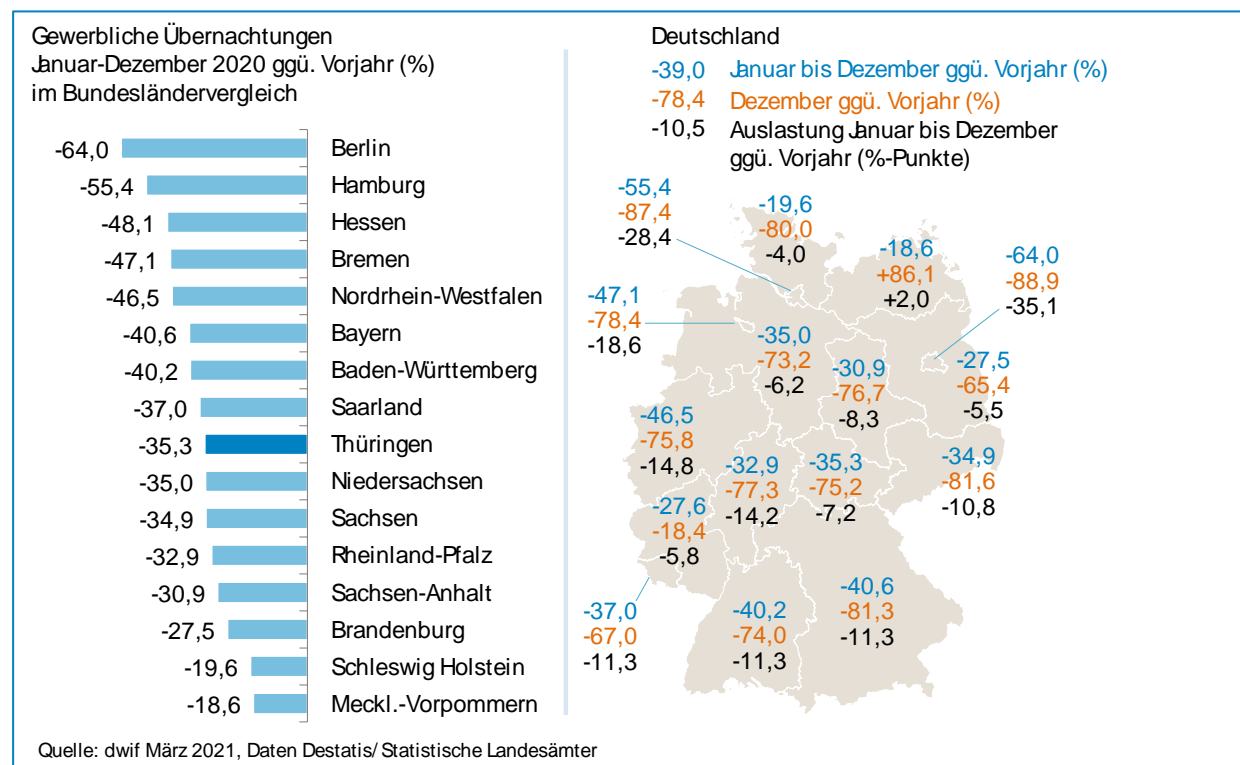 Gewerbliche Übernachtungen
Januar-Dezember 2020 ggü. Vorjahr (%)
im Bundesländervergleich
-64,0 Berlin
-55,4 Hamburg
-48,1 Hessen
-47,1 Bremen
-46,5 Nordrhein-Westfalen
-40,6 Bayern
-40,2 Baden-Württemberg
-37,0 Saarland
-35,3 Thüringen
-35,0 Niedersachsen
-34,9 Sachsen
-32,9 Rheinland-Pfalz
-30,9 Sachsen-Anhalt
-27,5 Brandenburg
-19,6 Schleswig Holstein
-18,6 Meckl.-Vorpommern
Deutschland
-39,0 Januar bis Dezember ggü. Vorjahr (%)
-78,4 Dezember ggü. Vorjahr (%)
-10,5 Auslastung Januar bis Dezember
ggü. Vorjahr (%-Punkte)
-55,4
-87,4
-28,4
-19,6
-80,0
-4,0
-18,6
+86,1
+2,0
-64,0
-88,9
-35,1
-47,1
-78,4
-18,6
-35,0
-73,2
-6,2
-30,9
-76,7
-8,3
-27,5
-65,4
-5,5
-46,5
-75,8
-14,8
-32,9
-77,3
-14,2
-35,3
-75,2
-7,2
-34,9
-81,6
-10,8
-27,6
-18,4
-5,8
-37,0
-67,0
-11,3
-40,2
-74,0
-11,3
-40,6
-81,3
-11,3
Quelle: dwif März 2021, Daten Destatis/Statistische Landesämter